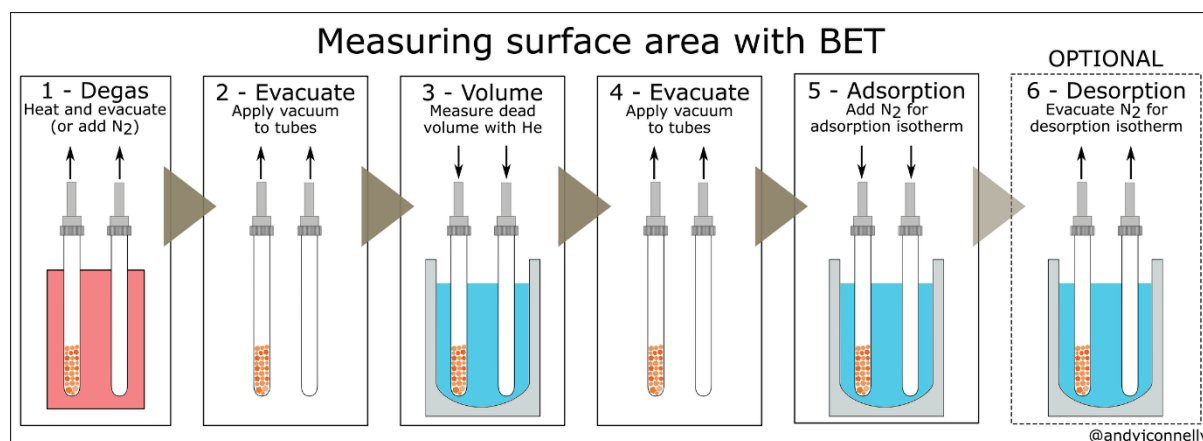 Measuring surface area with BET
1 - Degas
Heat and evacuate
(or add N2)
2 - Evacuate
Apply vacuum
to tubes
3 - Volume
Measure dead
volume with He
4 - Evacuate
Apply vacuum
to tubes
5 - Adsorption
Add N2 for
adsorption isotherm
OPTIONAL
6 - Desorption
Evacuate N2 for
desorption isotherm
@andyjconnelly